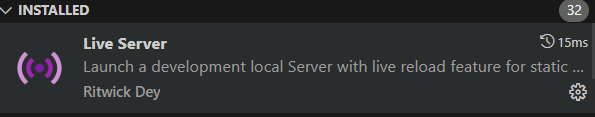 INSTALLED 32
Live Server 15ms
Launch a development local Server with live reload feature for static ...
Ritwick Dey